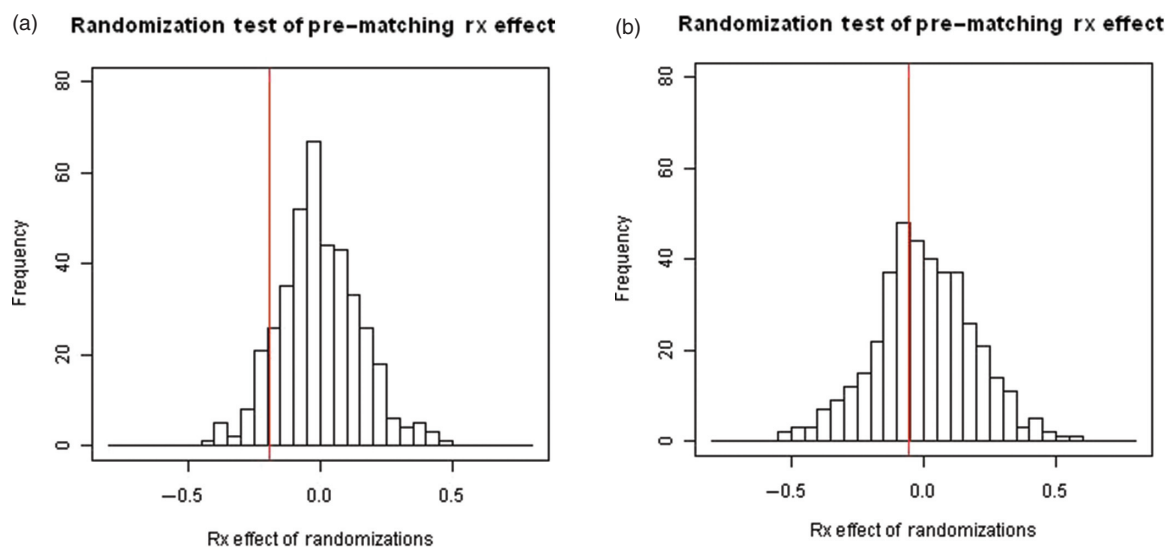 (a) Randomization test of pre–matching rx effect
80
60
40
20
0
Frequency
–0.5 0.0 0.5
Rx effect of randomizations
(b) Randomization test of pre–matching rx effect
80
60
40
20
0
Frequency
–0.5 0.0 0.5
Rx effect of randomizations